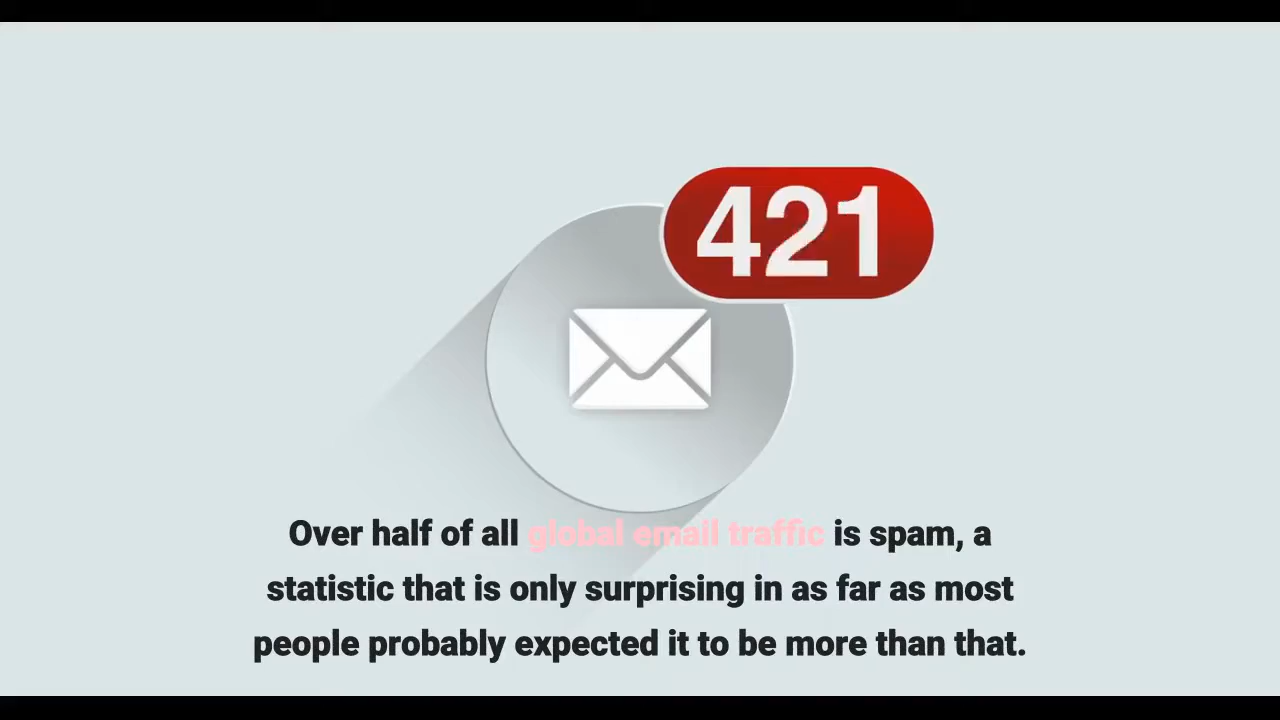 421
Over half of all global email traffic is spam, a
statistic that is only surprising in as far as most
people probably expected it to be more than that.